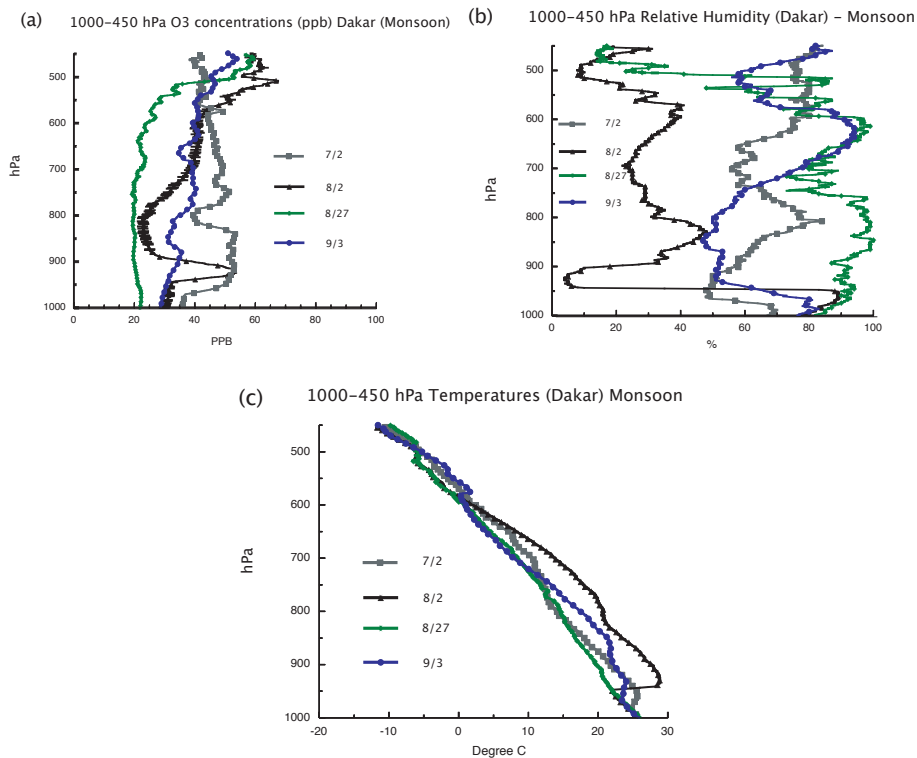 (a)
1000-450 hPa O3 concentrations (ppb) Dakar (Monsoon)
hPa
500
600
700
800
900
1000
7/2
8/2
8/27
9/3
0 20 40 60 80 100
PPB
(b)
1000-450 hPa Relative Humidity (Dakar) - Monsoon
hPa
500
600
700
800
900
1000
7/2
8/2
8/27
9/3
0 20 40 60 80 100
%
(c)
1000-450 hPa Temperatures (Dakar) Monsoon
hPa
500
600
700
800
900
1000
7/2
8/2
8/27
9/3
-20 -10 0 10 20 30
Degree C